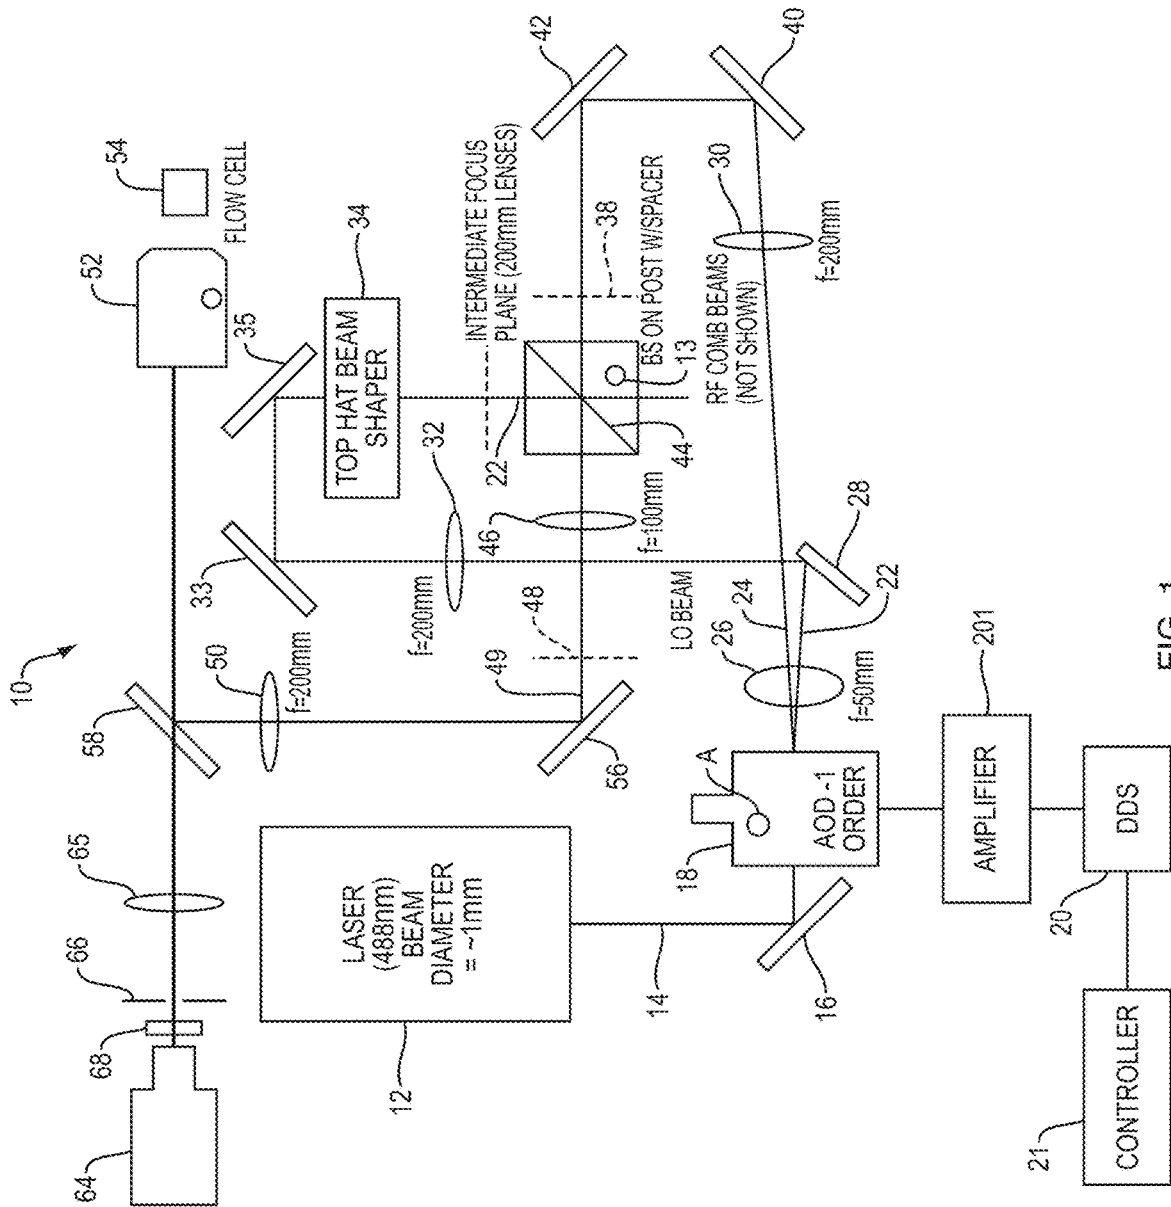 10
64
68
66
65
58
52
54
FLOW CELL
50
f=200mm
33
35
TOP HAT BEAM
SHAPER
34
32
f=200mm
INTERMEDIATE FOCUS
PLANE (200mm LENSES)
22
42
38
BS ON POST W/SPACER
13
44
46
f=100mm
48
49
56
40
30
f=200mm
RF COMB BEAMS
(NOT SHOWN)
LO BEAM
28
24
22
26
f=50mm
LASER
(488nm)
BEAM
DIAMETER
= ~1mm
12
14
16
18
A
AOD -1
ORDER
AMPLIFIER
201
DDS
20
CONTROLLER
21
FIG. 1